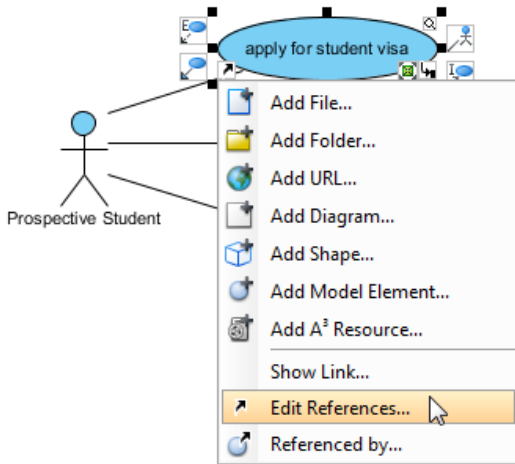 E
apply for student visa
I
Add File...
Add Folder...
Add URL...
Prospective Student
Add Diagram...
Add Shape...
Add Model Element...
Add A³ Resource...
Show Link...
Edit References...
Referenced by...